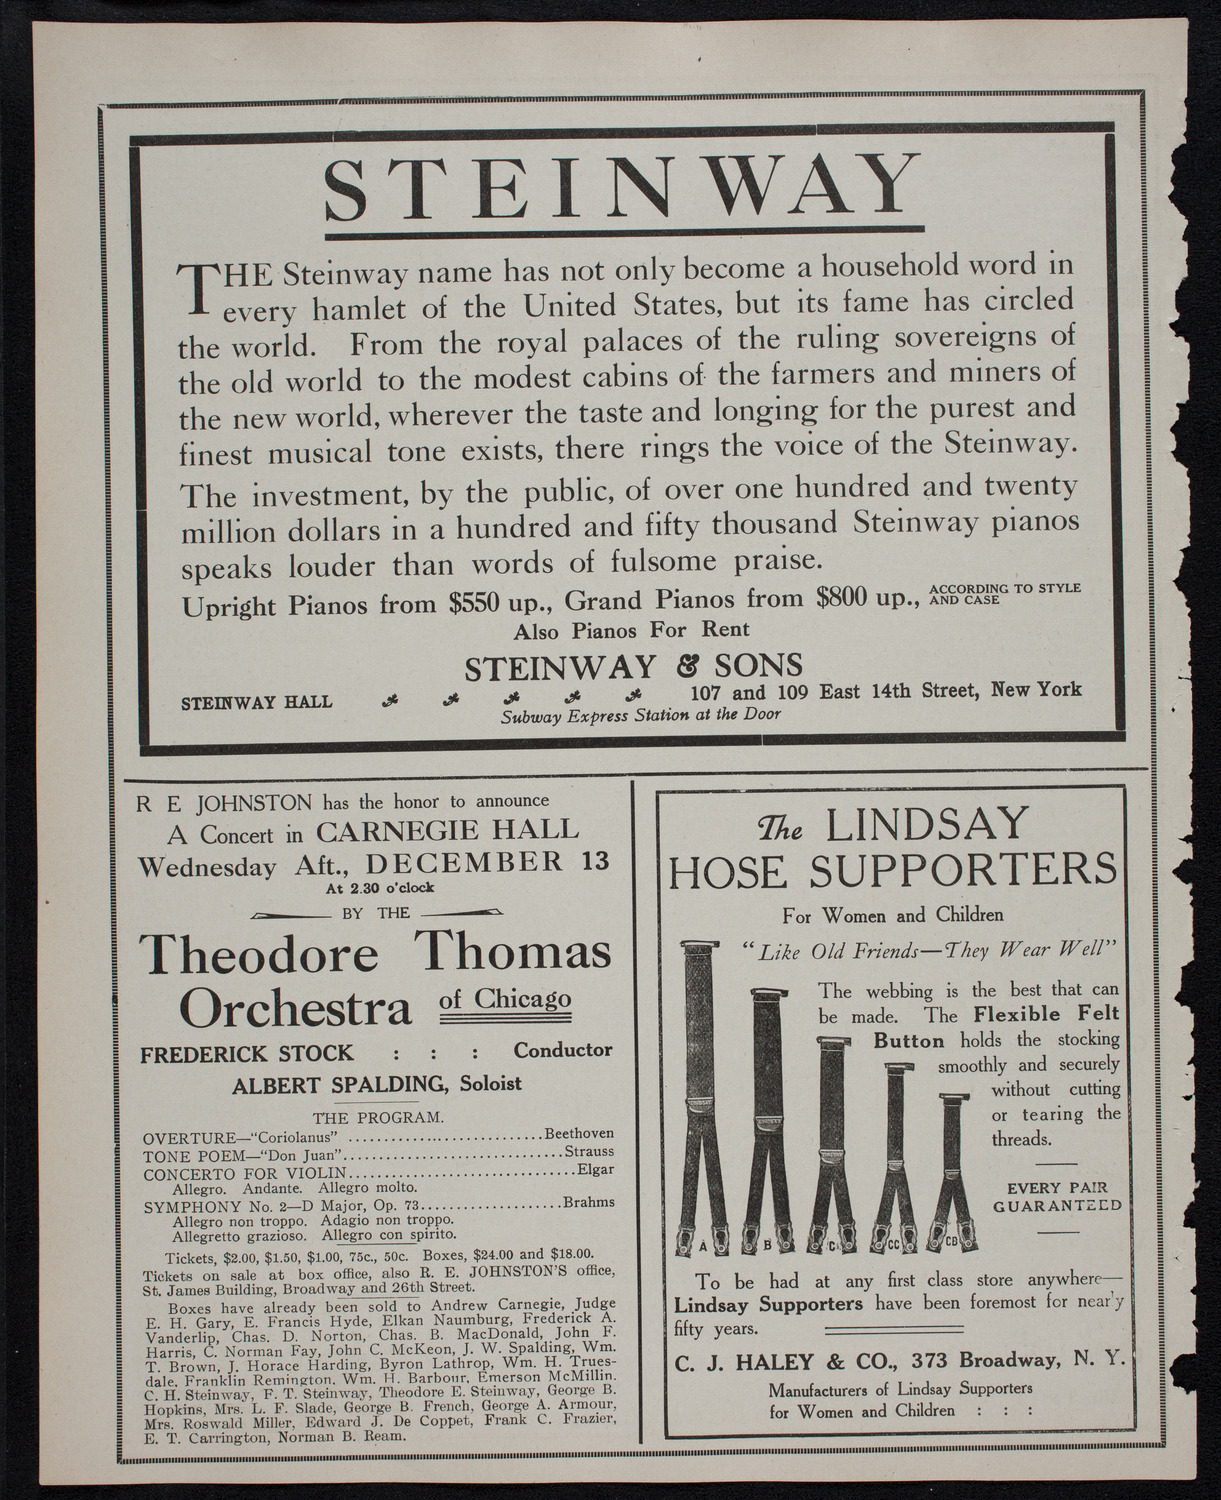 STEINWAY
THE Steinway name has not only become a household word in
every hamlet of the United States, but its fame has circled
the world. From the royal palaces of the ruling sovereigns of
the old world to the modest cabins of the farmers and miners of
the new world, wherever the taste and longing for the purest and
finest musical tone exists, there rings the voice of the Steinway.
The investment, by the public, of over one hundred and twenty
million dollars in a hundred and fifty thousand Steinway pianos
speaks louder than words of fulsome praise.
Upright Pianos from $550 up., Grand Pianos from $800 up., ACCORDING TO STYLE
AND CASE
Also Pianos For Rent
STEINWAY & SONS
STEINWAY HALL 107 and 109 East 14th Street, New York
Subway Express Station at the Door
R E JOHNSTON has the honor to announce
A Concert in CARNEGIE HALL
Wednesday Aft., DECEMBER 13
At 2.30 o'clock
BY THE
Theodore Thomas
Orchestra of Chicago
FREDERICK STOCK : : : Conductor
ALBERT SPALDING, Soloist
THE PROGRAM.
OVERTURE—"Coriolanus" ..............................Beethoven
TONE POEM—"Don Juan"..............................Strauss
CONCERTO FOR VIOLIN..............................Elgar
Allegro. Andante. Allegro molto.
SYMPHONY No. 2—D Major, Op. 73....................Brahms
Allegro non troppo. Adagio non troppo.
Allegretto grazioso. Allegro con spirito.
Tickets, $2.00, $1.50, $1.00, 75c., 50c. Boxes, $24.00 and $18.00.
Tickets on sale at box office, also R. E. JOHNSTON'S office,
St. James Building, Broadway and 26th Street.
Boxes have already been sold to Andrew Carnegie, Judge
E. H. Gary, E. Francis Hyde, Elkan Naumburg, Frederick A.
Vanderlip, Chas. D. Norton, Chas. B. MacDonald, John F.
Harris, C. Norman Fay, John C. McKeon, J. W. Spalding, Wm.
T. Brown, J. Horace Harding, Byron Lathrop, Wm. H. Trues-
dale, Franklin Remington, Wm. H. Barbour, Emerson McMillin,
C. H. Steinway, F. T. Steinway, Theodore E. Steinway, George B.
Hopkins, Mrs. L. F. Slade, George B. French, George A. Armour,
Mrs. Roswald Miller, Edward J. De Coppet, Frank C. Frazier,
E. T. Carrington, Norman B. Ream.
The LINDSAY
HOSE SUPPORTERS
For Women and Children
"Like Old Friends—They Wear Well"
The webbing is the best that can
be made. The Flexible Felt
Button holds the stocking
smoothly and securely
without cutting
or tearing the
threads.
EVERY PAIR
GUARANTEED
A B C CC CB
To be had at any first class store anywhere—
Lindsay Supporters have been foremost for nearly
fifty years.
C. J. HALEY & CO., 373 Broadway, N. Y.
Manufacturers of Lindsay Supporters
for Women and Children : : :